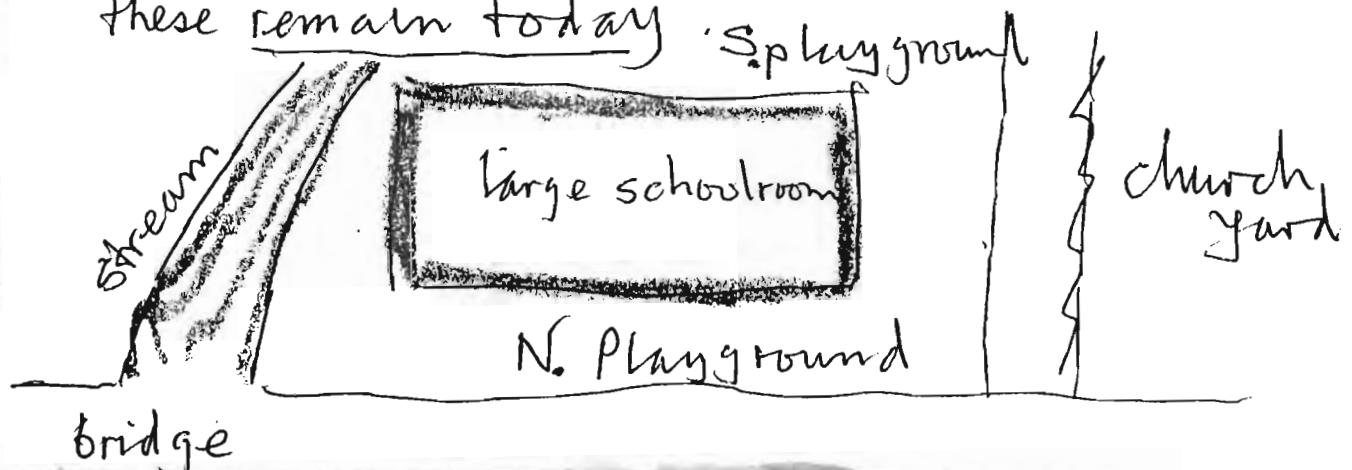 these remain today
S. playground
Stream
large schoolroom
church
yard
N. Playground
bridge